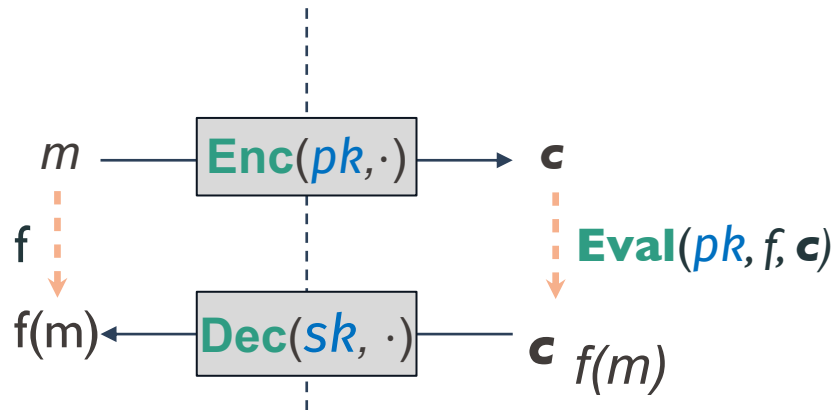 m Enc(pk,·) c
f Eval(pk, f, c)
f(m) Dec(sk, ·) c f(m)